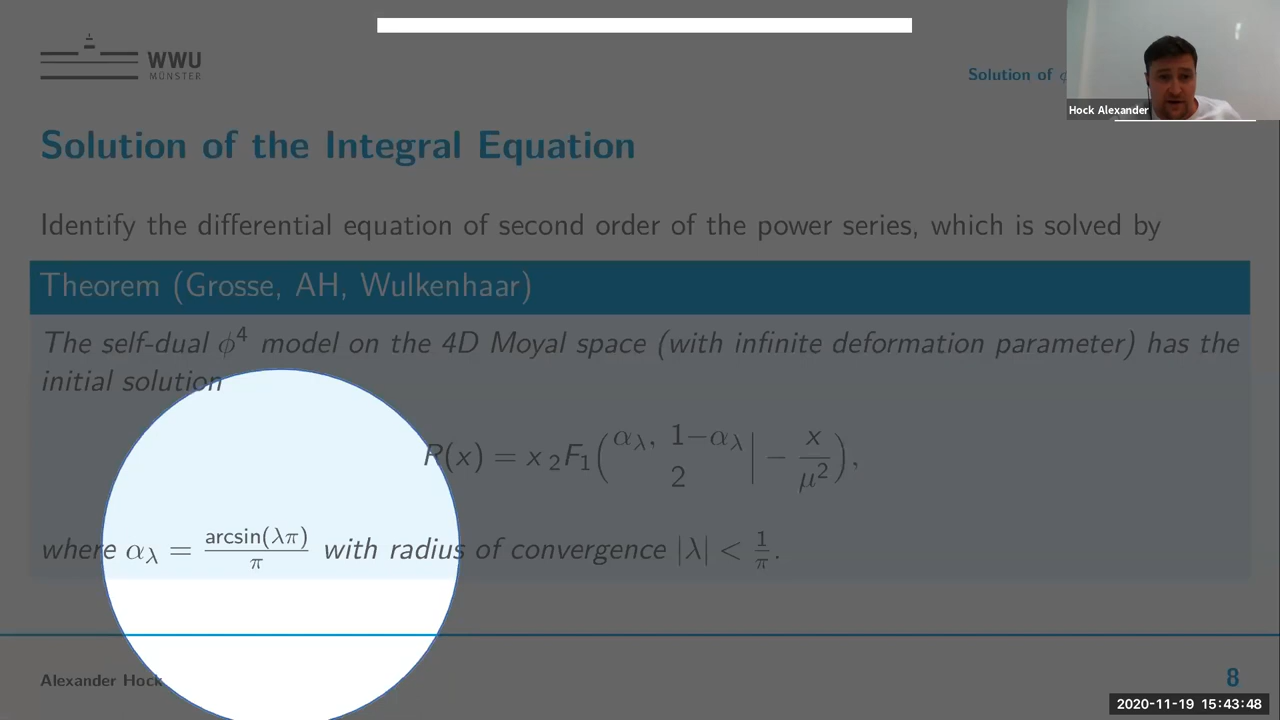 WWU
MÜNSTER
Solution of ϕ
Hock Alexander
Solution of the Integral Equation
Identify the differential equation of second order of the power series, which is solved by
Theorem (Grosse, AH, Wulkenhaar)
The self-dual ϕ⁴ model on the 4D Moyal space (with infinite deformation parameter) has the
initial solution
R(x) = x ₂F₁(α_λ, 1−α_λ / 2 | − x/μ²),
where α_λ = arcsin(λπ)/π with radius of convergence |λ| < 1/π.
Alexander Hock
8
2020-11-19 15:43:48